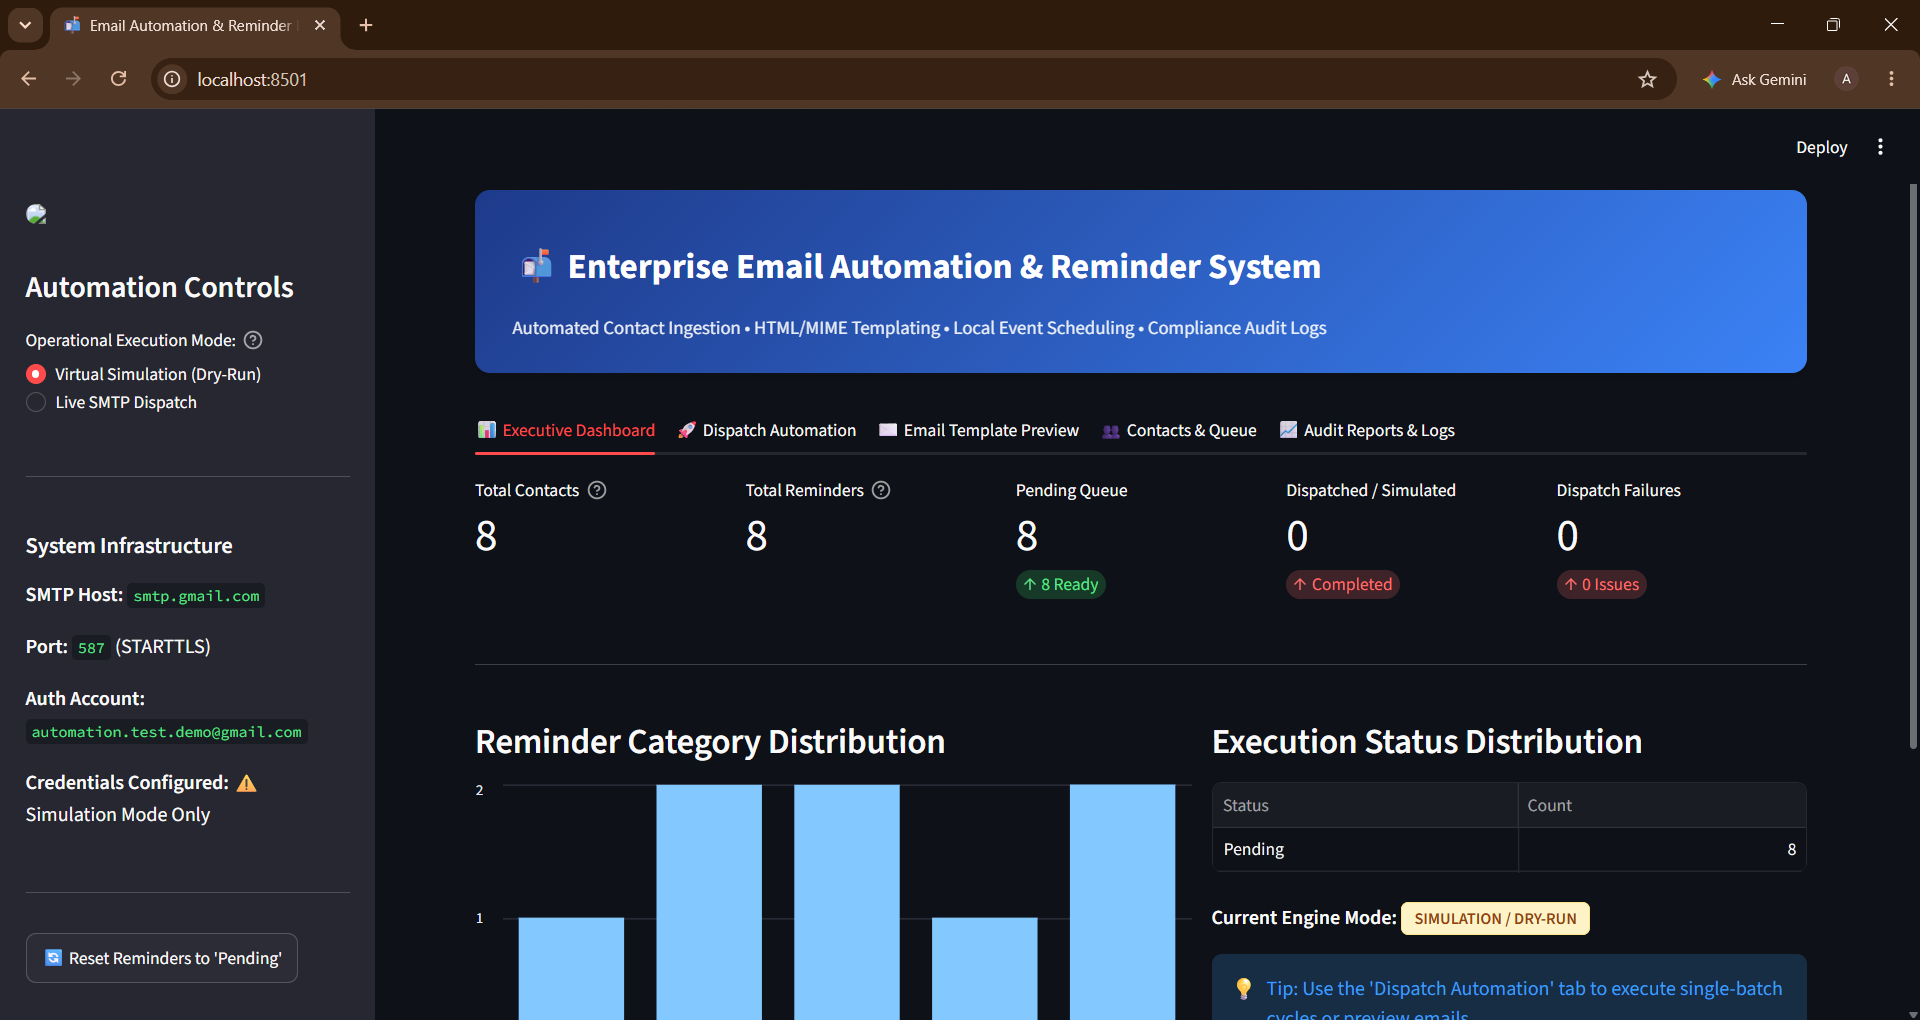 Email Automation & Reminder
localhost:8501
Ask Gemini
A
Deploy
Automation Controls
Operational Execution Mode:
Virtual Simulation (Dry-Run)
Live SMTP Dispatch
System Infrastructure
SMTP Host: smtp.gmail.com
Port: 587 (STARTTLS)
Auth Account:
automation.test.demo@gmail.com
Credentials Configured:
Simulation Mode Only
Reset Reminders to 'Pending'
Enterprise Email Automation & Reminder System
Automated Contact Ingestion • HTML/MIME Templating • Local Event Scheduling • Compliance Audit Logs
Executive Dashboard
Dispatch Automation
Email Template Preview
Contacts & Queue
Audit Reports & Logs
Total Contacts
8
Total Reminders
8
Pending Queue
8
↑ 8 Ready
Dispatched / Simulated
0
↑ Completed
Dispatch Failures
0
↑ 0 Issues
Reminder Category Distribution
2
1
Execution Status Distribution
Status Count
Pending 8
Current Engine Mode: SIMULATION / DRY-RUN
Tip: Use the 'Dispatch Automation' tab to execute single-batch
cycles or preview emails.